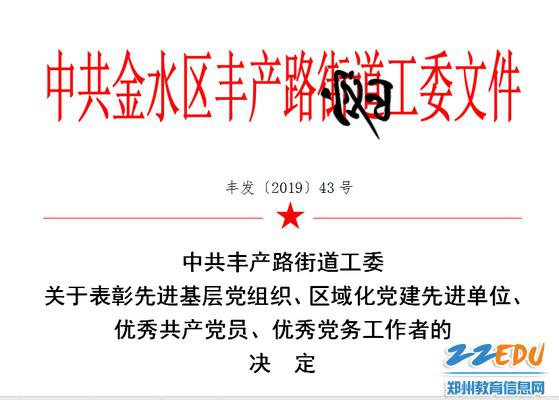 中共金水区丰产路街道工委文件
丰发〔2019〕43号
中共丰产路街道工委
关于表彰先进基层党组织、区域化党建先进单位、
优秀共产党员、优秀党务工作者的
决 定
ZZEDU
郑州教育信息网